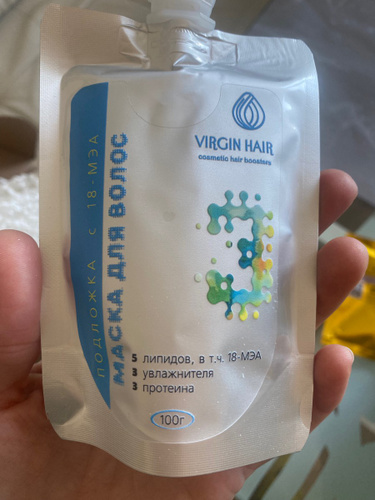 VIRGIN HAIR
cosmetic hair boosters
ПОДЛОЖКА С 18-МЭА
МАСКА ДЛЯ ВОЛОС
5 липидов, в т.ч. 18-МЭА
3 увлажнителя
3 протеина
100г